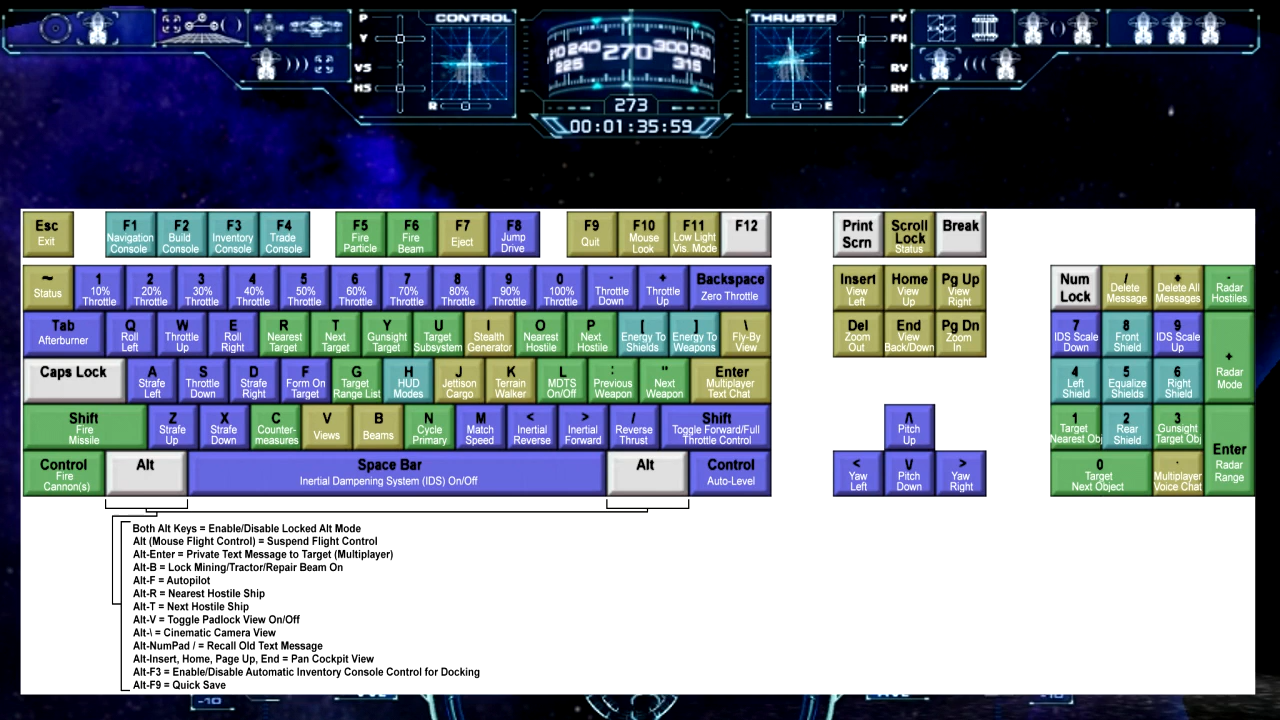 P
CONTROL
THRUSTER
FV
Y
FH
VS
RV
HS
RH
R
E
210 240 270 300 330
225 315
273
00:01:35:59
Esc
Exit
F1
Navigation
Console
F2
Build
Console
F3
Inventory
Console
F4
Trade
Console
F5
Fire
Particle
F6
Fire
Beam
F7
Eject
F8
Jump
Drive
F9
Quit
F10
Mouse
Look
F11
Low Light
Vis. Mode
F12
Print
Scrn
Scroll
Lock
Status
Break
~
Status
1
10%
Throttle
2
20%
Throttle
3
30%
Throttle
4
40%
Throttle
5
50%
Throttle
6
60%
Throttle
7
70%
Throttle
8
80%
Throttle
9
90%
Throttle
0
100%
Throttle
-
Throttle
Down
+
Throttle
Up
Backspace
Zero Throttle
Insert
View
Left
Home
View
Up
Pg Up
View
Right
Num
Lock
/
Delete
Message
*
Delete All
Messages
-
Radar
Hostiles
Tab
Afterburner
Q
Roll
Left
W
Throttle
Up
E
Roll
Right
R
Nearest
Target
T
Next
Target
Y
Gunsight
Target
U
Target
Subsystem
I
Stealth
Generator
O
Nearest
Hostile
P
Next
Hostile
[
Energy To
Shields
]
Energy To
Weapons
\
Fly-By
View
Del
Zoom
Out
End
View
Back/Down
Pg Dn
Zoom
In
7
IDS Scale
Down
8
Front
Shield
9
IDS Scale
Up
+
Radar
Mode
Caps Lock
A
Strafe
Left
S
Throttle
Down
D
Strafe
Right
F
Form On
Target
G
Target
Range List
H
HUD
Modes
J
Jettison
Cargo
K
Terrain
Walker
L
MDTS
On/Off
:
Previous
Weapon
"
Next
Weapon
Enter
Multiplayer
Text Chat
4
Left
Shield
5
Equalize
Shields
6
Right
Shield
Shift
Fire
Missile
Z
Strafe
Up
X
Strafe
Down
C
Counter-
measures
V
Views
B
Beams
N
Cycle
Primary
M
Match
Speed
<
Inertial
Reverse
>
Inertial
Forward
/
Reverse
Thrust
Shift
Toggle Forward/Full
Throttle Control
/\
Pitch
Up
1
Target
Nearest Obj
2
Rear
Shield
3
Gunsight
Target Obj
Enter
Radar
Range
Control
Fire
Cannon(s)
Alt
Space Bar
Inertial Dampening System (IDS) On/Off
Alt
Control
Auto-Level
<
Yaw
Left
V
Pitch
Down
>
Yaw
Right
0
Target
Next Object
.
Multiplayer
Voice Chat
Both Alt Keys = Enable/Disable Locked Alt Mode
Alt (Mouse Flight Control) = Suspend Flight Control
Alt-Enter = Private Text Message to Target (Multiplayer)
Alt-B = Lock Mining/Tractor/Repair Beam On
Alt-F = Autopilot
Alt-R = Nearest Hostile Ship
Alt-T = Next Hostile Ship
Alt-V = Toggle Padlock View On/Off
Alt-\ = Cinematic Camera View
Alt-NumPad / = Recall Old Text Message
Alt-Insert, Home, Page Up, End = Pan Cockpit View
Alt-F3 = Enable/Disable Automatic Inventory Console Control for Docking
Alt-F9 = Quick Save
-10
-10